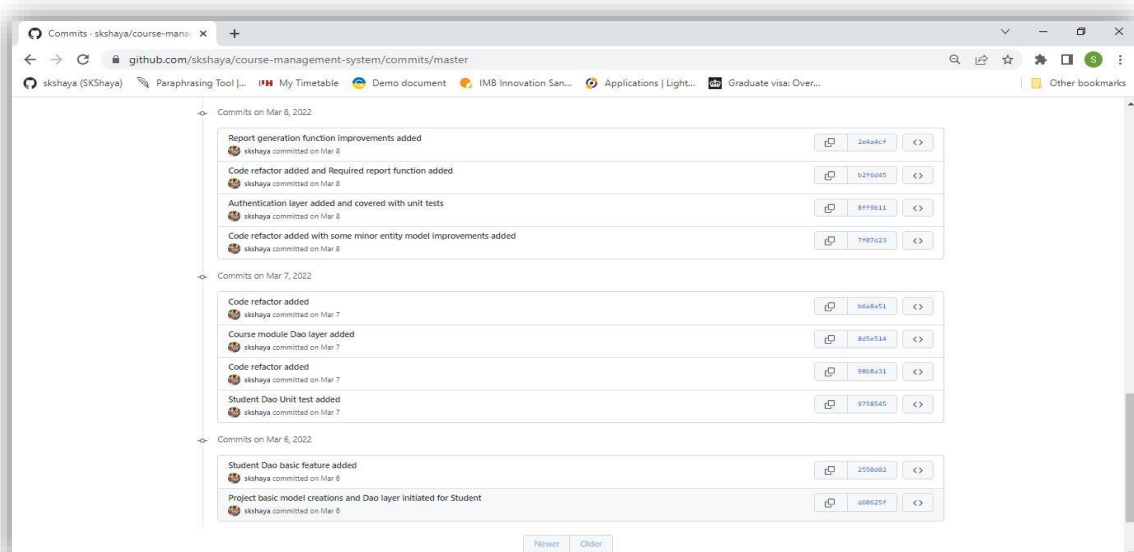 Commits · skshaya/course-mana
github.com/skshaya/course-management-system/commits/master
skshaya (SKShaya) Paraphrasing Tool |... My Timetable Demo document IMB Innovation San... Applications | Light... Graduate visa: Over... Other bookmarks
Commits on Mar 8, 2022
Report generation function improvements added
2e4a4cf
skshaya committed on Mar 8
Code refactor added and Required report function added
b2f6d45
skshaya committed on Mar 8
Authentication layer added and covered with unit tests
8ff9b11
skshaya committed on Mar 8
Code refactor added with some minor entity model improvements added
7f07d23
skshaya committed on Mar 8
Commits on Mar 7, 2022
Code refactor added
b6a8a51
skshaya committed on Mar 7
Course module Dao layer added
8d5e514
skshaya committed on Mar 7
Code refactor added
98b8a31
skshaya committed on Mar 7
Student Dao Unit test added
9758545
skshaya committed on Mar 7
Commits on Mar 6, 2022
Student Dao basic feature added
2550d02
skshaya committed on Mar 6
Project basic model creations and Dao layer initiated for Student
d60625f
skshaya committed on Mar 6
Newer Older